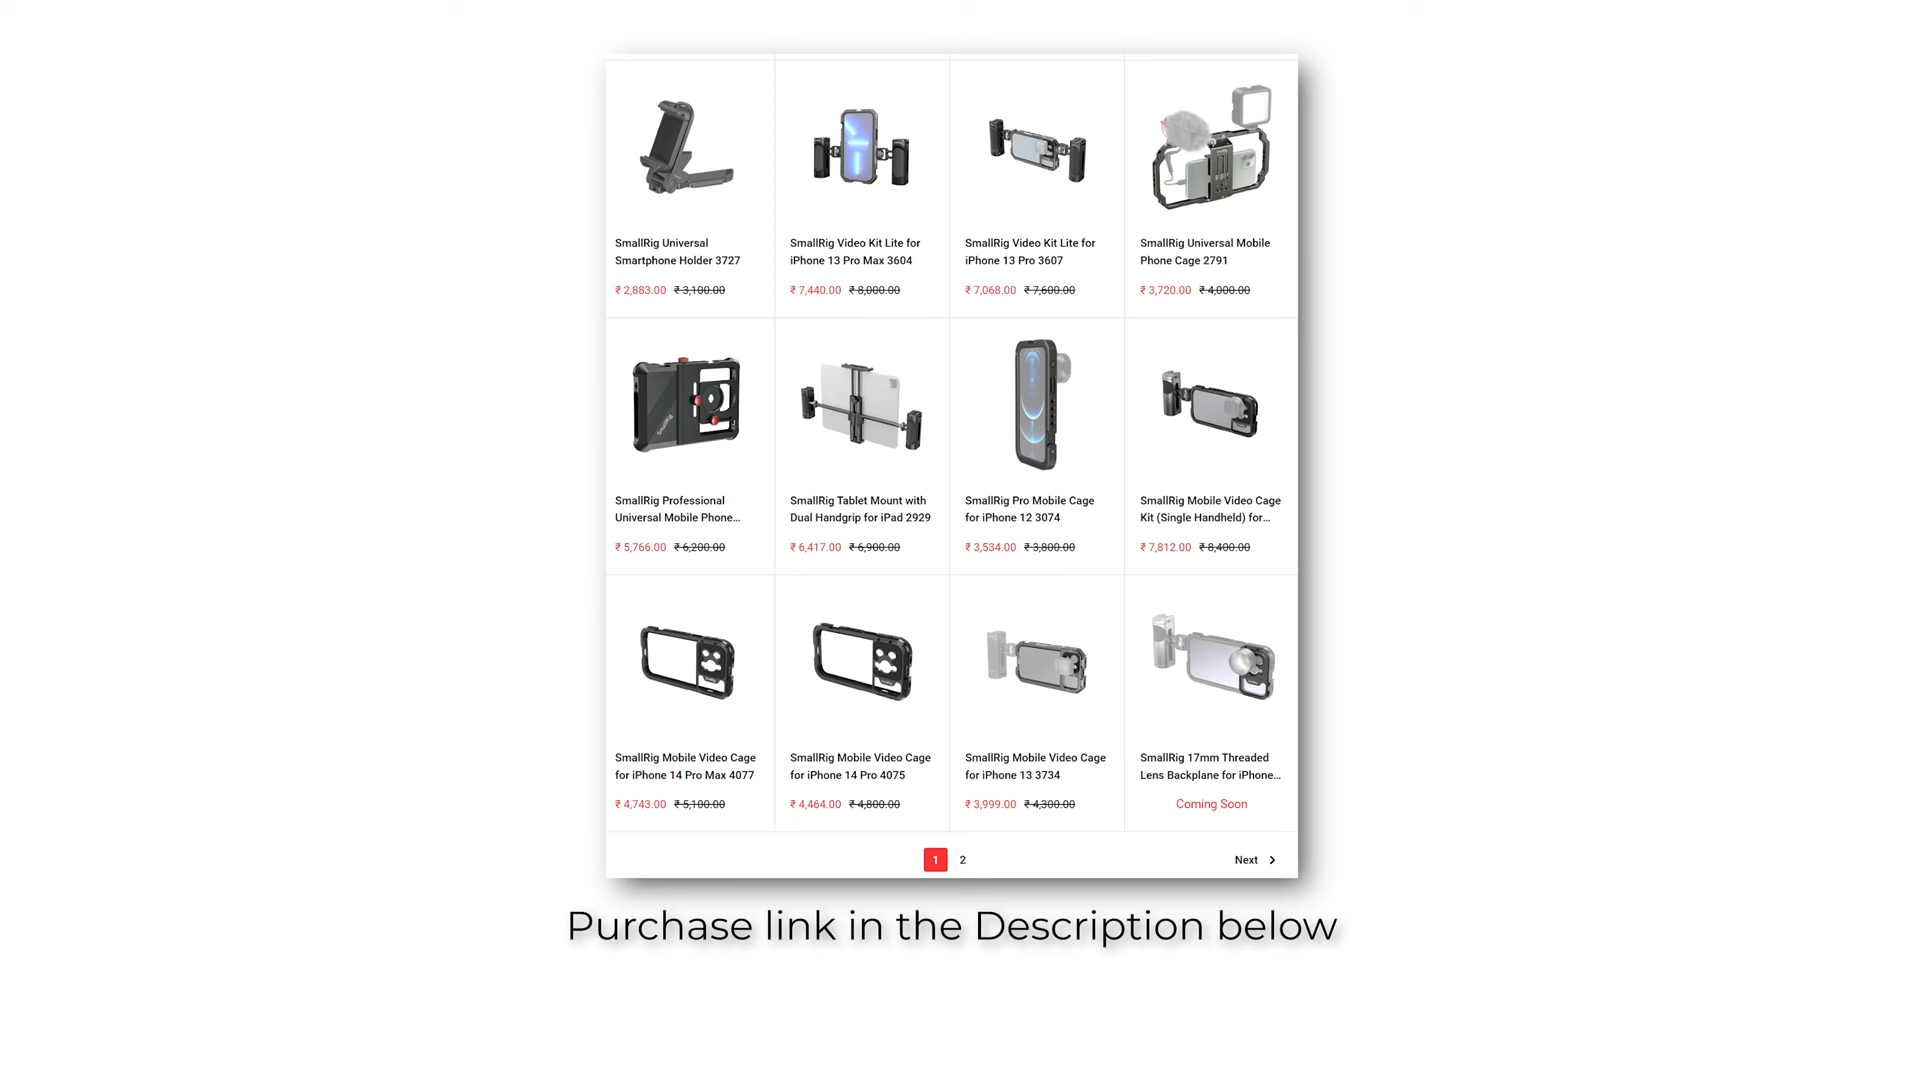 SmallRig Universal
Smartphone Holder 3727
₹ 2,883.00 ₹ 3,100.00
SmallRig Video Kit Lite for
iPhone 13 Pro Max 3604
₹ 7,440.00 ₹ 8,000.00
SmallRig Video Kit Lite for
iPhone 13 Pro 3607
₹ 7,068.00 ₹ 7,600.00
SmallRig Universal Mobile
Phone Cage 2791
₹ 3,720.00 ₹ 4,000.00
SmallRig
SmallRig Professional
Universal Mobile Phone...
₹ 5,766.00 ₹ 6,200.00
SmallRig Tablet Mount with
Dual Handgrip for iPad 2929
₹ 6,417.00 ₹ 6,900.00
SmallRig Pro Mobile Cage
for iPhone 12 3074
₹ 3,534.00 ₹ 3,800.00
SmallRig Mobile Video Cage
Kit (Single Handheld) for...
₹ 7,812.00 ₹ 8,400.00
SmallRig Mobile Video Cage
for iPhone 14 Pro Max 4077
₹ 4,743.00 ₹ 5,100.00
SmallRig Mobile Video Cage
for iPhone 14 Pro 4075
₹ 4,464.00 ₹ 4,800.00
SmallRig Mobile Video Cage
for iPhone 13 3734
₹ 3,999.00 ₹ 4,300.00
SmallRig 17mm Threaded
Lens Backplane for iPhone...
Coming Soon
1 2 Next
Purchase link in the Description below